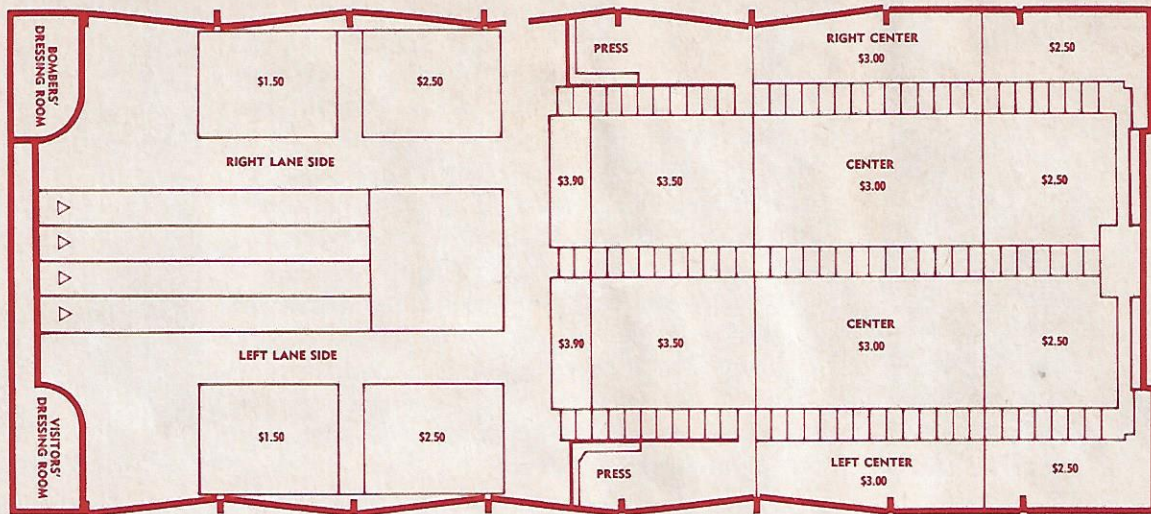 BOMBERS'
DRESSING ROOM
$1.50
$2.50
RIGHT LANE SIDE
LEFT LANE SIDE
$1.50
$2.50
VISITORS'
DRESSING ROOM
PRESS
RIGHT CENTER
$3.00
$2.50
$3.90
$3.50
CENTER
$3.00
$2.50
$3.90
$3.50
CENTER
$3.00
$2.50
PRESS
LEFT CENTER
$3.00
$2.50